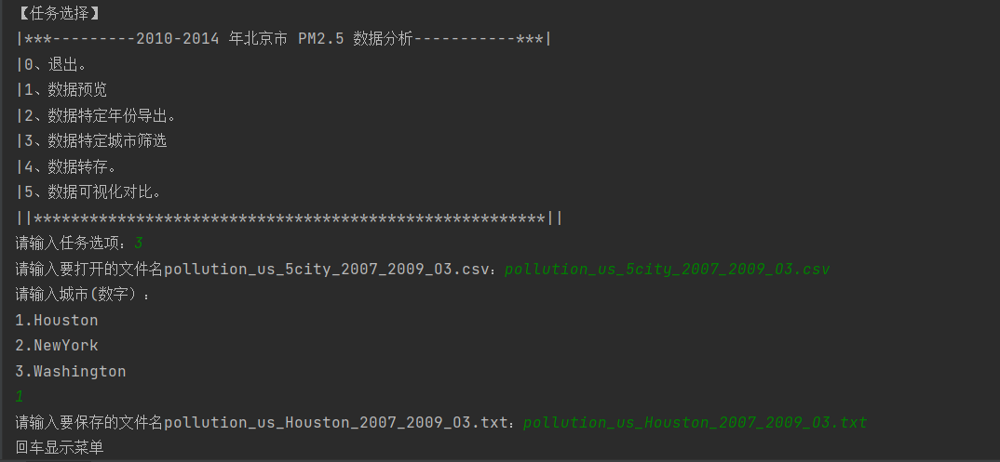 【任务选择】
|***---------2010-2014 年北京市 PM2.5 数据分析-----------***|
|0、退出。
|1、数据预览
|2、数据特定年份导出。
|3、数据特定城市筛选
|4、数据转存。
|5、数据可视化对比。
||*******************************************************||
请输入任务选项：3
请输入要打开的文件名pollution_us_5city_2007_2009_O3.csv：pollution_us_5city_2007_2009_O3.csv
请输入城市(数字）：
1.Houston
2.NewYork
3.Washington
1
请输入要保存的文件名pollution_us_Houston_2007_2009_O3.txt：pollution_us_Houston_2007_2009_O3.txt
回车显示菜单